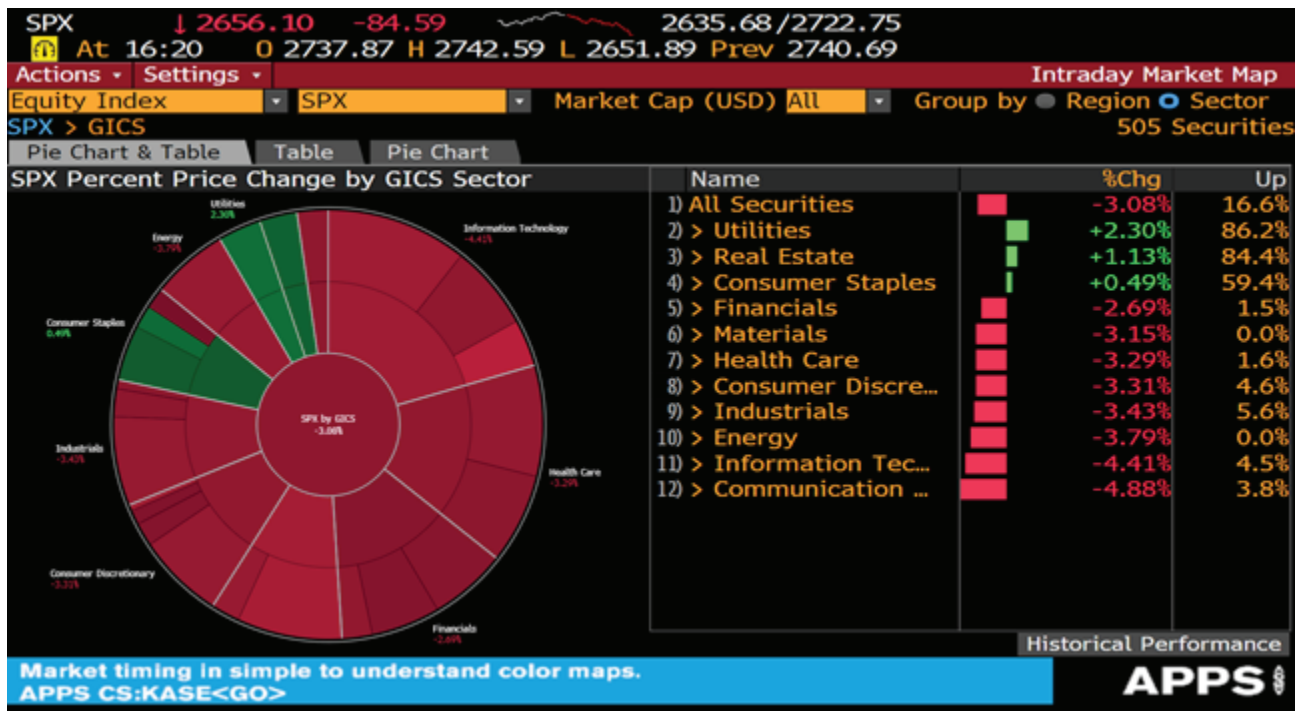 SPX ↓ 2656.10 -84.59 2635.68/2722.75
At 16:20 O 2737.87 H 2742.59 L 2651.89 Prev 2740.69
Actions Settings Intraday Market Map
Equity Index SPX Market Cap (USD) All Group by Region Sector
SPX > GICS 505 Securities
Pie Chart & Table Table Pie Chart
SPX Percent Price Change by GICS Sector
Utilities
2.30%
Energy
-3.79%
Information Technology
-4.41%
Consumer Staples
0.49%
SPX by GICS
-3.08%
Industrials
-3.43%
Health Care
-3.29%
Consumer Discretionary
-3.31%
Financials
-2.69%
Name %Chg Up
1) All Securities -3.08% 16.6%
2) > Utilities +2.30% 86.2%
3) > Real Estate +1.13% 84.4%
4) > Consumer Staples +0.49% 59.4%
5) > Financials -2.69% 1.5%
6) > Materials -3.15% 0.0%
7) > Health Care -3.29% 1.6%
8) > Consumer Discre… -3.31% 4.6%
9) > Industrials -3.43% 5.6%
10) > Energy -3.79% 0.0%
11) > Information Tec… -4.41% 4.5%
12) > Communication … -4.88% 3.8%
Historical Performance
Market timing in simple to understand color maps.
APPS CS:KASE<GO>
APPS